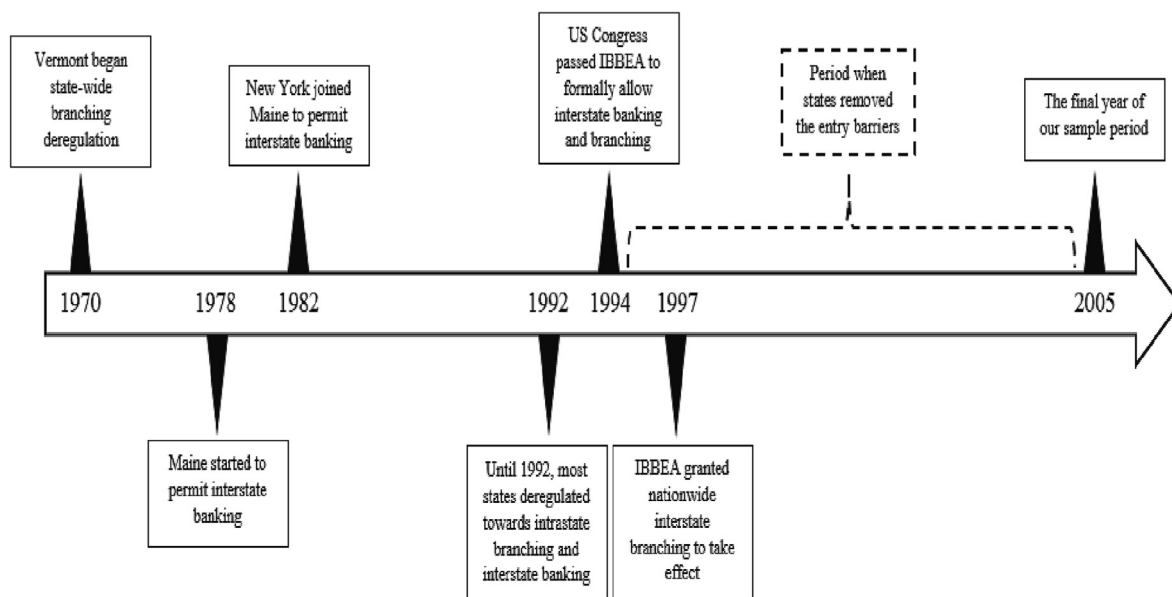 Vermont began
state-wide
branching
deregulation
New York joined
Maine to permit
interstate banking
US Congress
passed IBBEA to
formally allow
interstate banking
and branching
Period when
states removed
the entry barriers
The final year of
our sample period
1970
1978
1982
1992
1994
1997
2005
Maine started to
permit interstate
banking
Until 1992, most
states deregulated
towards intrastate
branching and
interstate banking
IBBEA granted
nationwide
interstate
branching to take
effect